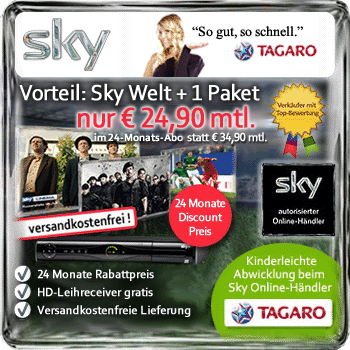 sky
“So gut, so schnell.”
TAGARO
Vorteil: Sky Welt + 1 Paket
nur € 24,90 mtl.
im 24-Monats-Abo statt € 34,90 mtl.
Verkäufer mit
Top-Bewertung
CINEMA
versandkostenfrei !
24 Monate
Discount
Preis
sky
autorisierter
Online-Händler
24 Monate Rabattpreis
HD-Leihreceiver gratis
Versandkostenfreie Lieferung
Kinderleichte
Abwicklung beim
Sky Online-Händler
TAGARO